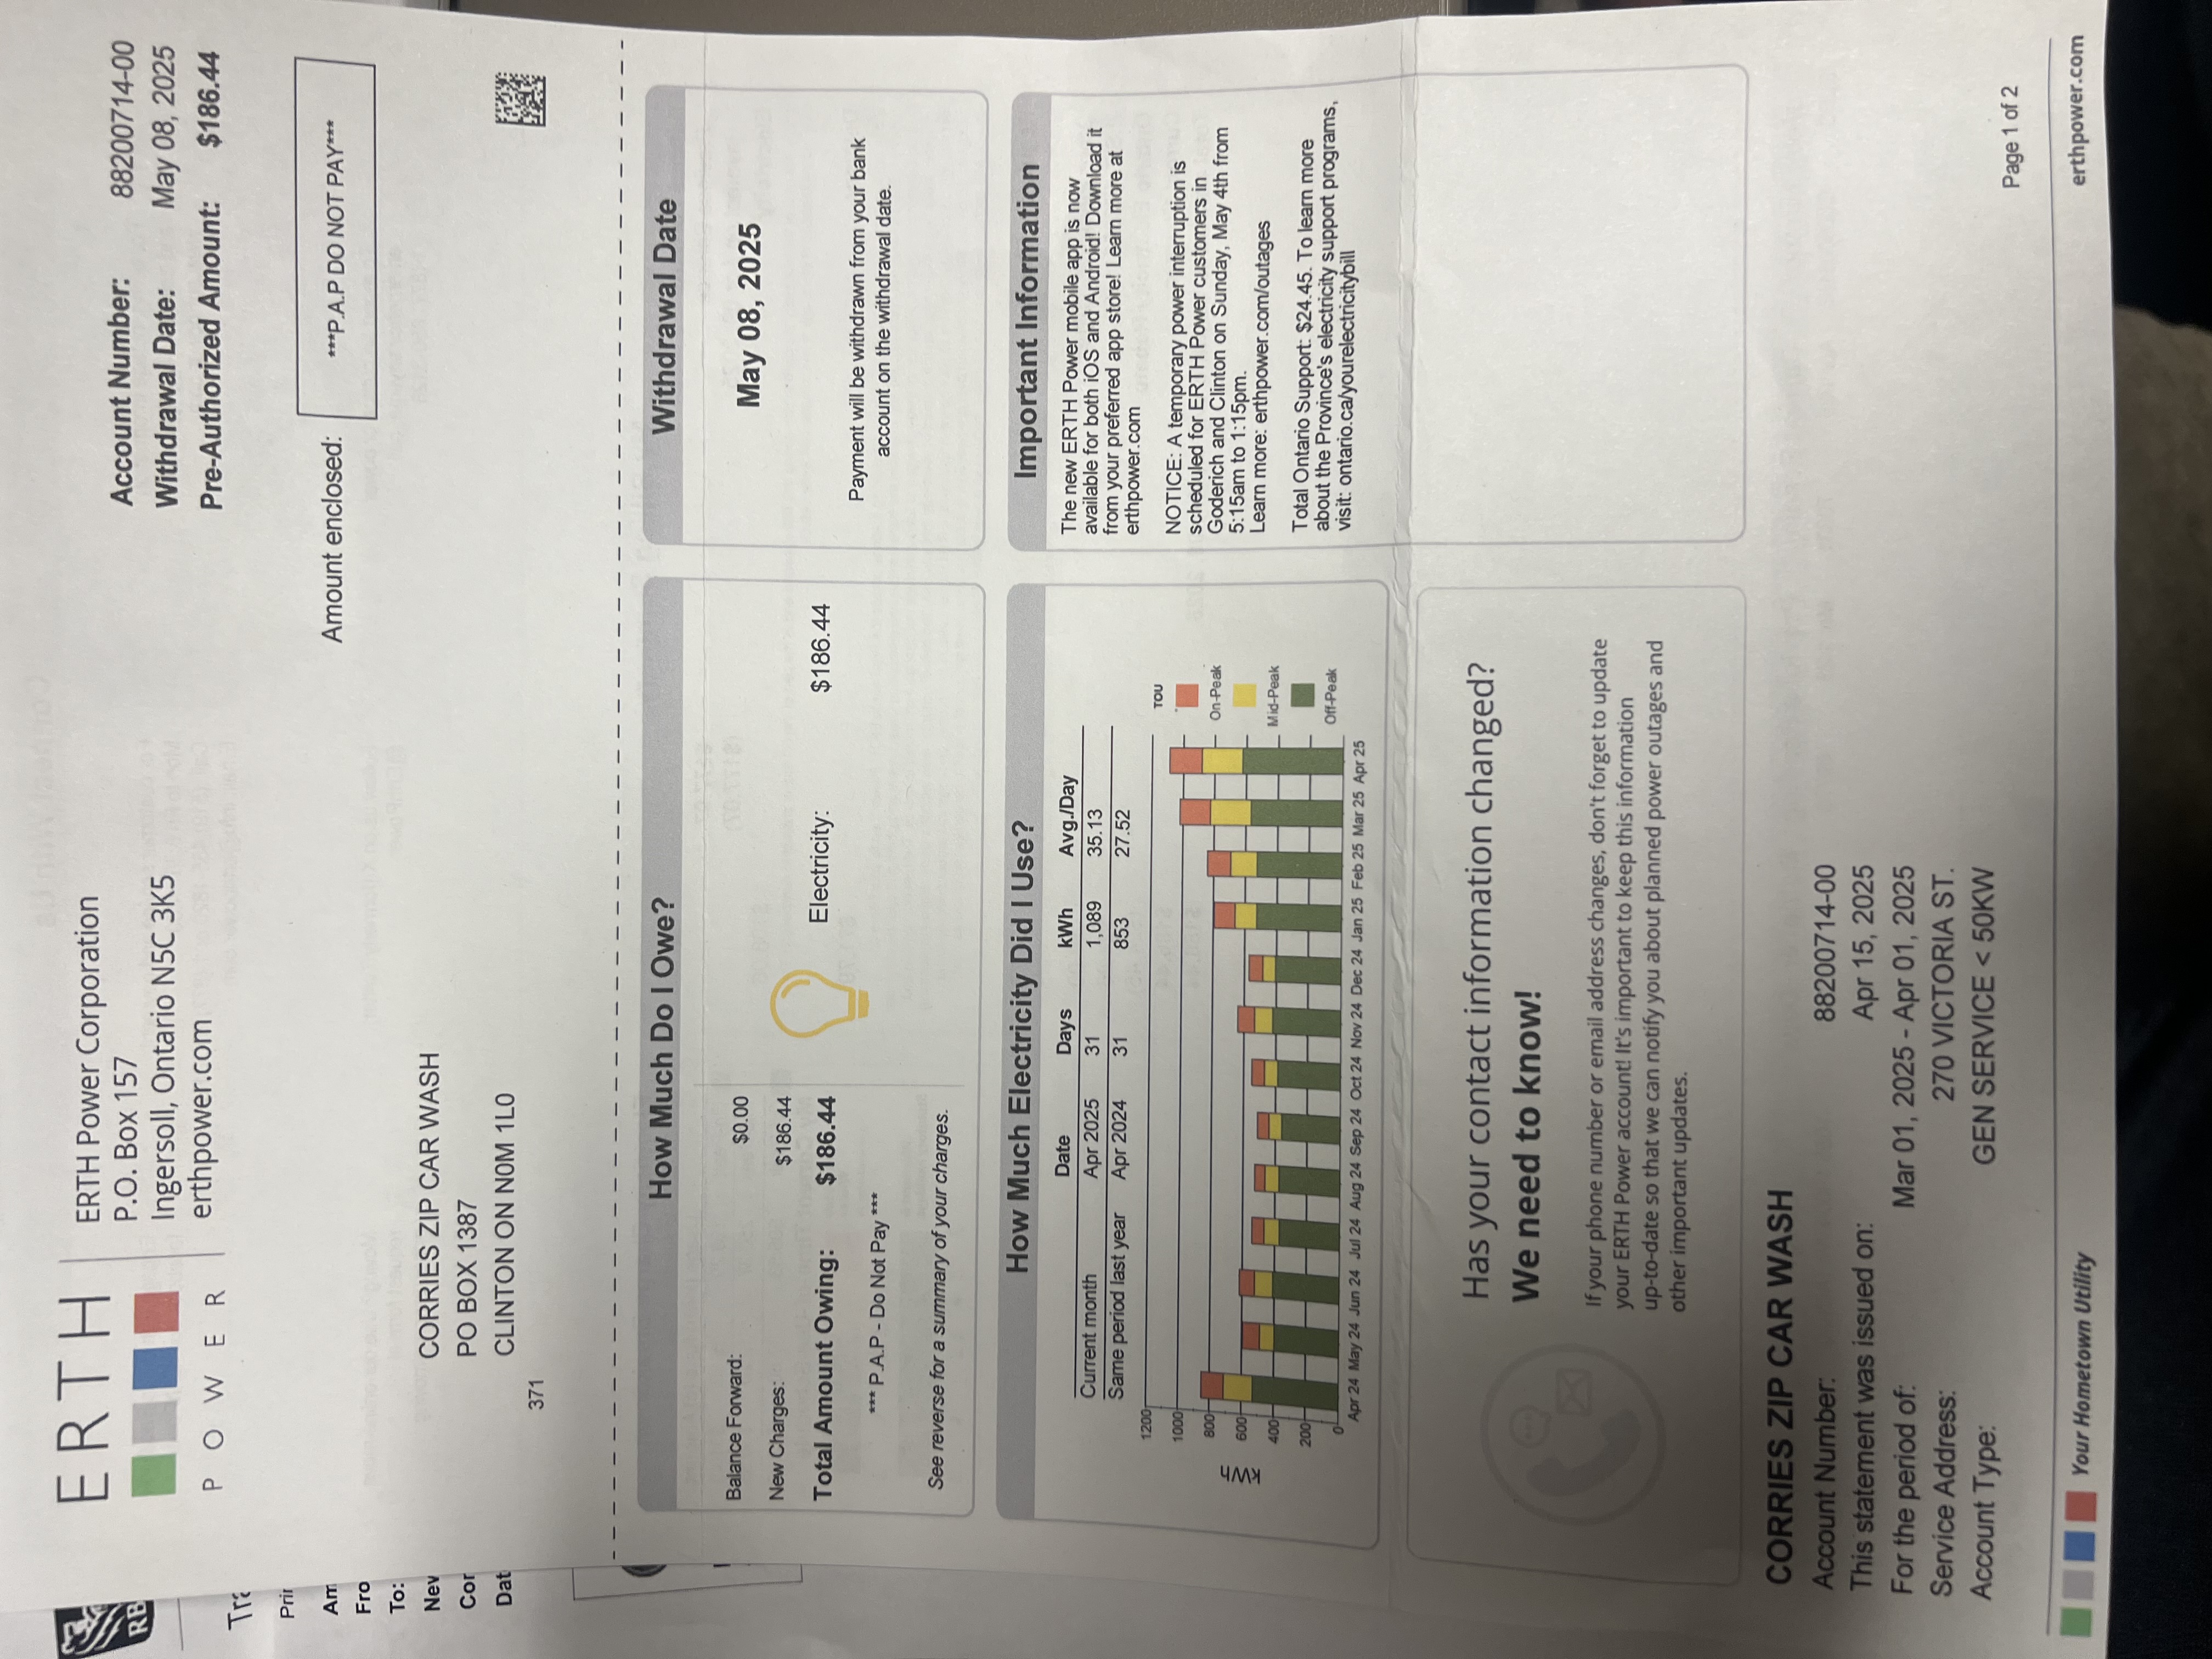 RB
Tra
Prin
Am
Fro
To:
Nev
Cor
Dat
ERTH
POWER
ERTH Power Corporation
P.O. Box 157
Ingersoll, Ontario N5C 3K5
erthpower.com
Account Number: 88200714-00
Withdrawal Date: May 08, 2025
Pre-Authorized Amount: $186.44
Amount enclosed: ***P.A.P DO NOT PAY***
CORRIES ZIP CAR WASH
PO BOX 1387
CLINTON ON N0M 1L0
371
How Much Do I Owe?
Balance Forward: $0.00
New Charges: $186.44
Total Amount Owing: $186.44
*** P.A.P - Do Not Pay ***
See reverse for a summary of your charges.
Electricity: $186.44
Withdrawal Date
May 08, 2025
Payment will be withdrawn from your bank
account on the withdrawal date.
How Much Electricity Did I Use?
Date Days kWh Avg./Day
Current month Apr 2025 31 1,089 35.13
Same period last year Apr 2024 31 853 27.52
1200
1000
800
600
400
200
0
kWh
Apr 24 May 24 Jun 24 Jul 24 Aug 24 Sep 24 Oct 24 Nov 24 Dec 24 Jan 25 Feb 25 Mar 25 Apr 25
TOU
On-Peak
Mid-Peak
Off-Peak
Important Information
The new ERTH Power mobile app is now
available for both iOS and Android! Download it
from your preferred app store! Learn more at
erthpower.com
NOTICE: A temporary power interruption is
scheduled for ERTH Power customers in
Goderich and Clinton on Sunday, May 4th from
5:15am to 1:15pm.
Learn more: erthpower.com/outages
Total Ontario Support: $24.45. To learn more
about the Province's electricity support programs,
visit: ontario.ca/yourelectricitybill
Has your contact information changed?
We need to know!
If your phone number or email address changes, don't forget to update
your ERTH Power account! It's important to keep this information
up-to-date so that we can notify you about planned power outages and
other important updates.
CORRIES ZIP CAR WASH
Account Number: 88200714-00
This statement was issued on: Apr 15, 2025
For the period of: Mar 01, 2025 - Apr 01, 2025
Service Address: 270 VICTORIA ST.
Account Type: GEN SERVICE < 50KW
Page 1 of 2
Your Hometown Utility
erthpower.com